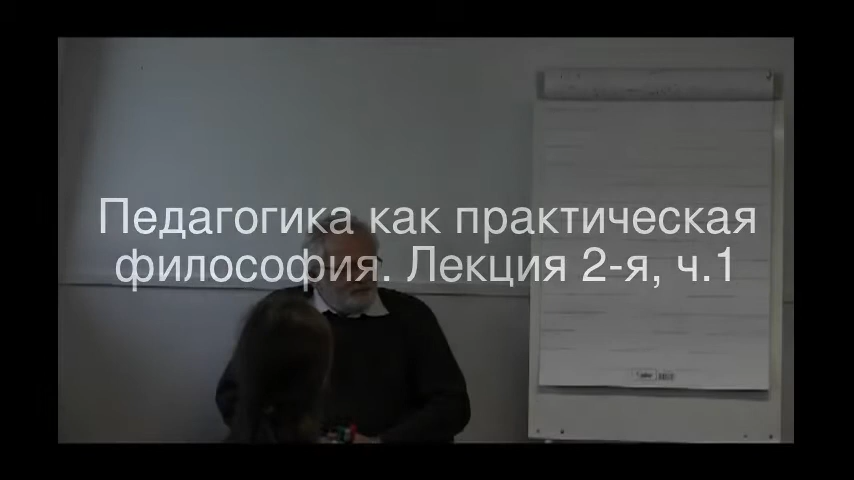 Педагогика как практическая
философия. Лекция 2-я, ч.1